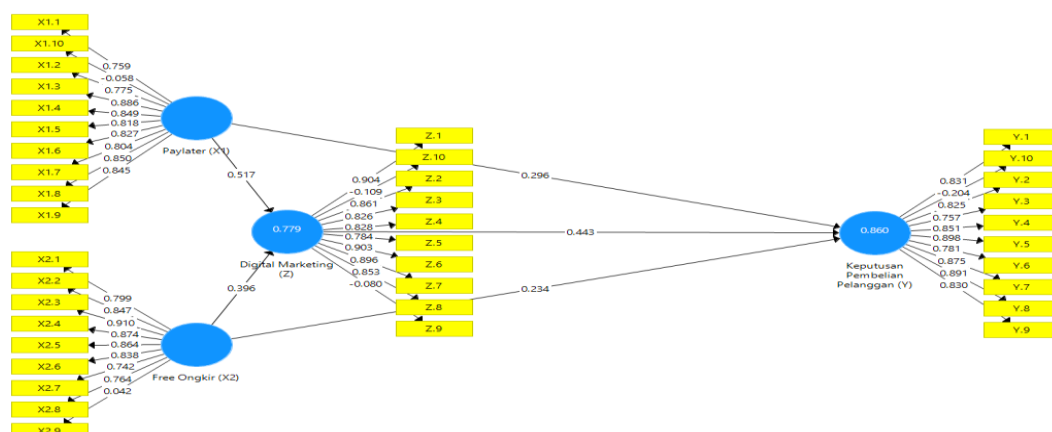 X1.1
X1.10
X1.2
X1.3
X1.4
X1.5
X1.6
X1.7
X1.8
X1.9
0.759
-0.058
0.775
0.886
0.849
0.818
0.827
0.804
0.850
0.845
Paylater (X1)
0.517
X2.1
X2.2
X2.3
X2.4
X2.5
X2.6
X2.7
X2.8
X2.9
0.799
0.847
0.910
0.874
0.864
0.838
0.742
0.764
0.042
Free Ongkir (X2)
0.396
0.779
Digital Marketing
(Z)
0.904
-0.109
0.861
0.826
0.828
0.784
0.903
0.896
0.853
-0.080
Z.1
Z.10
Z.2
Z.3
Z.4
Z.5
Z.6
Z.7
Z.8
Z.9
0.296
0.443
0.234
0.860
Keputusan
Pembelian
Pelanggan (Y)
0.831
-0.204
0.825
0.757
0.851
0.898
0.781
0.875
0.891
0.830
Y.1
Y.10
Y.2
Y.3
Y.4
Y.5
Y.6
Y.7
Y.8
Y.9